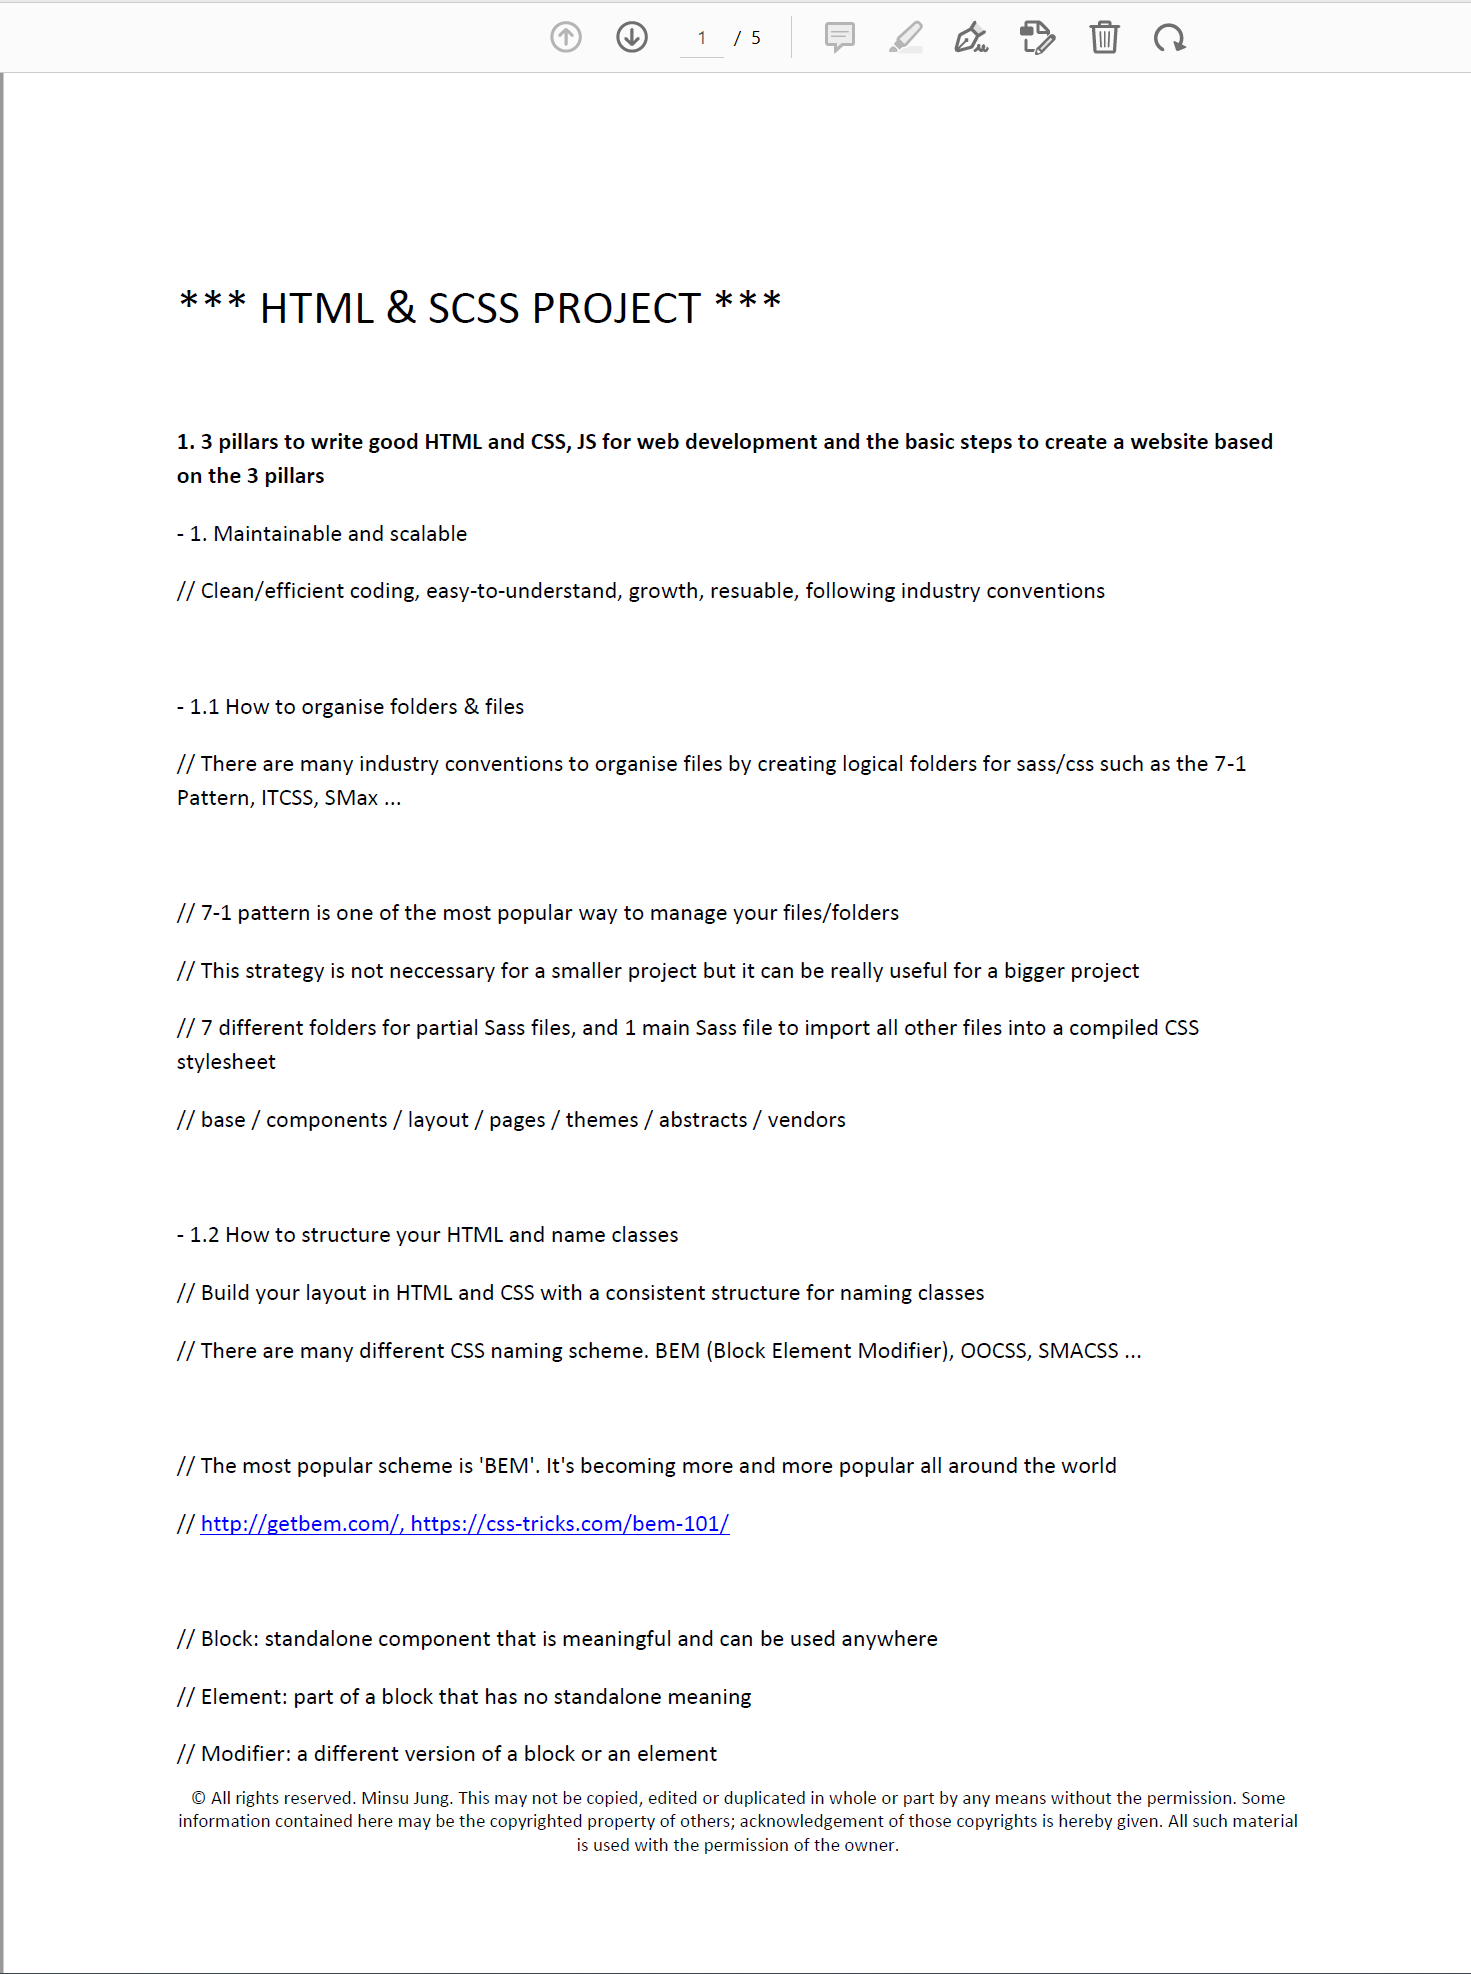 1 / 5
*** HTML & SCSS PROJECT ***
1. 3 pillars to write good HTML and CSS, JS for web development and the basic steps to create a website based
on the 3 pillars
- 1. Maintainable and scalable
// Clean/efficient coding, easy-to-understand, growth, resuable, following industry conventions
- 1.1 How to organise folders & files
// There are many industry conventions to organise files by creating logical folders for sass/css such as the 7-1
Pattern, ITCSS, SMax ...
// 7-1 pattern is one of the most popular way to manage your files/folders
// This strategy is not neccessary for a smaller project but it can be really useful for a bigger project
// 7 different folders for partial Sass files, and 1 main Sass file to import all other files into a compiled CSS
stylesheet
// base / components / layout / pages / themes / abstracts / vendors
- 1.2 How to structure your HTML and name classes
// Build your layout in HTML and CSS with a consistent structure for naming classes
// There are many different CSS naming scheme. BEM (Block Element Modifier), OOCSS, SMACSS ...
// The most popular scheme is 'BEM'. It's becoming more and more popular all around the world
// http://getbem.com/, https://css-tricks.com/bem-101/
// Block: standalone component that is meaningful and can be used anywhere
// Element: part of a block that has no standalone meaning
// Modifier: a different version of a block or an element
© All rights reserved. Minsu Jung. This may not be copied, edited or duplicated in whole or part by any means without the permission. Some
information contained here may be the copyrighted property of others; acknowledgement of those copyrights is hereby given. All such material
is used with the permission of the owner.